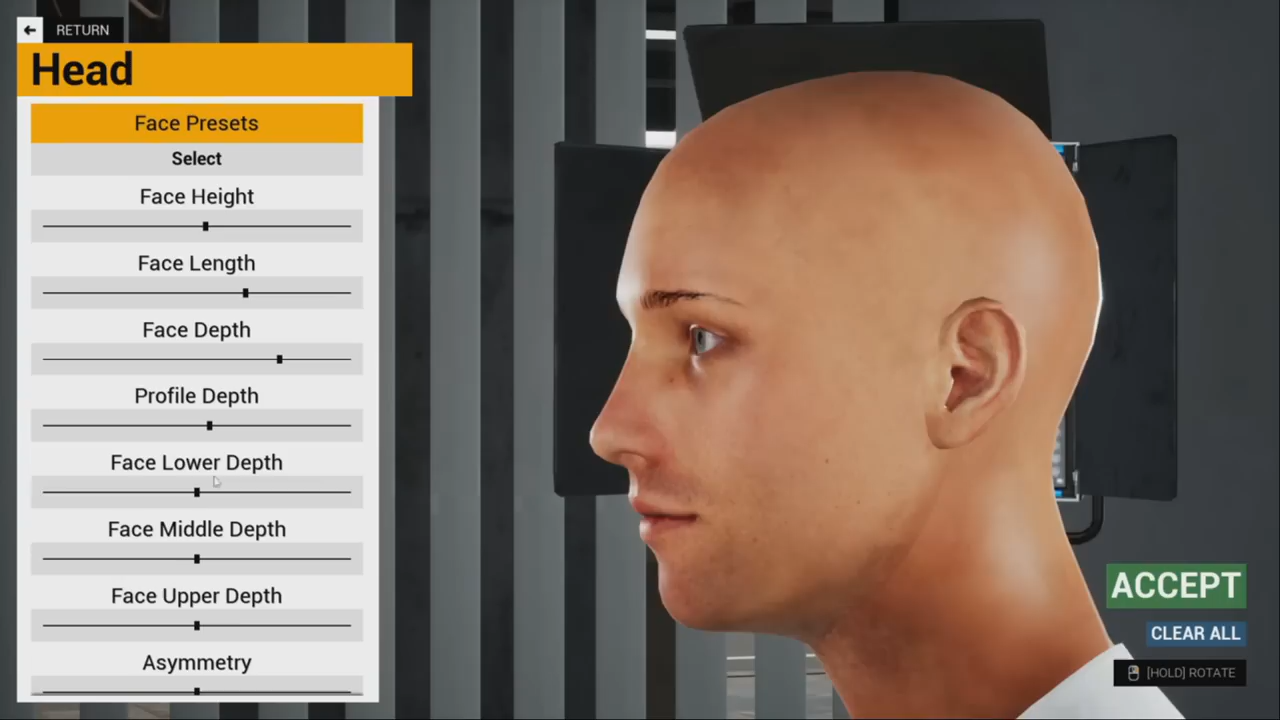 RETURN
Head
Face Presets
Select
Face Height
Face Length
Face Depth
Profile Depth
Face Lower Depth
Face Middle Depth
Face Upper Depth
Asymmetry
ACCEPT
CLEAR ALL
[HOLD] ROTATE